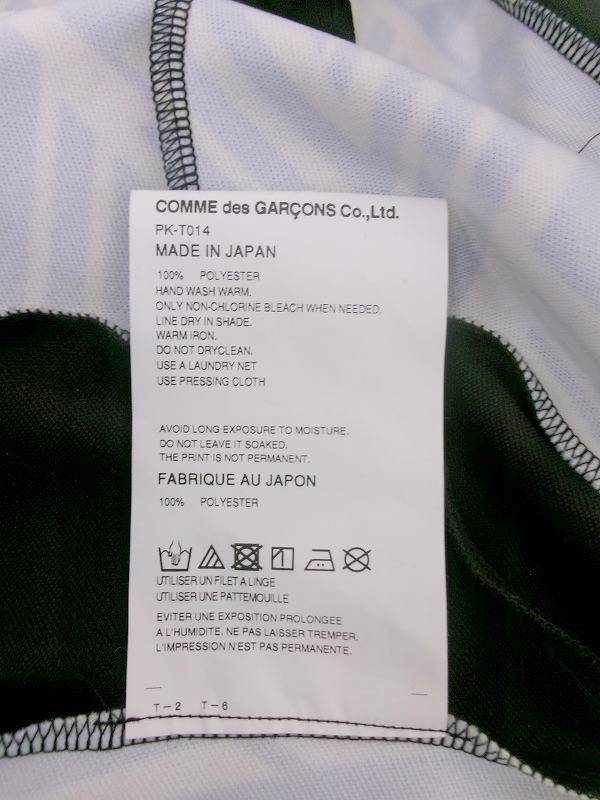 COMME des GARÇONS Co.,Ltd.
PK-T014
MADE IN JAPAN
100% POLYESTER
HAND WASH WARM.
ONLY NON-CHLORINE BLEACH WHEN NEEDED.
LINE DRY IN SHADE.
WARM IRON.
DO NOT DRYCLEAN.
USE A LAUNDRY NET
USE PRESSING CLOTH
AVOID LONG EXPOSURE TO MOISTURE.
DO NOT LEAVE IT SOAKED.
THE PRINT IS NOT PERMANENT.
FABRIQUE AU JAPON
100% POLYESTER
UTILISER UN FILET A LINGE
UTILISER UNE PATTEMOUILLE
EVITER UNE EXPOSITION PROLONGEE
A L'HUMIDITE. NE PAS LAISSER TREMPER.
L'IMPRESSION N'EST PAS PERMANENTE.
T-2 T-6